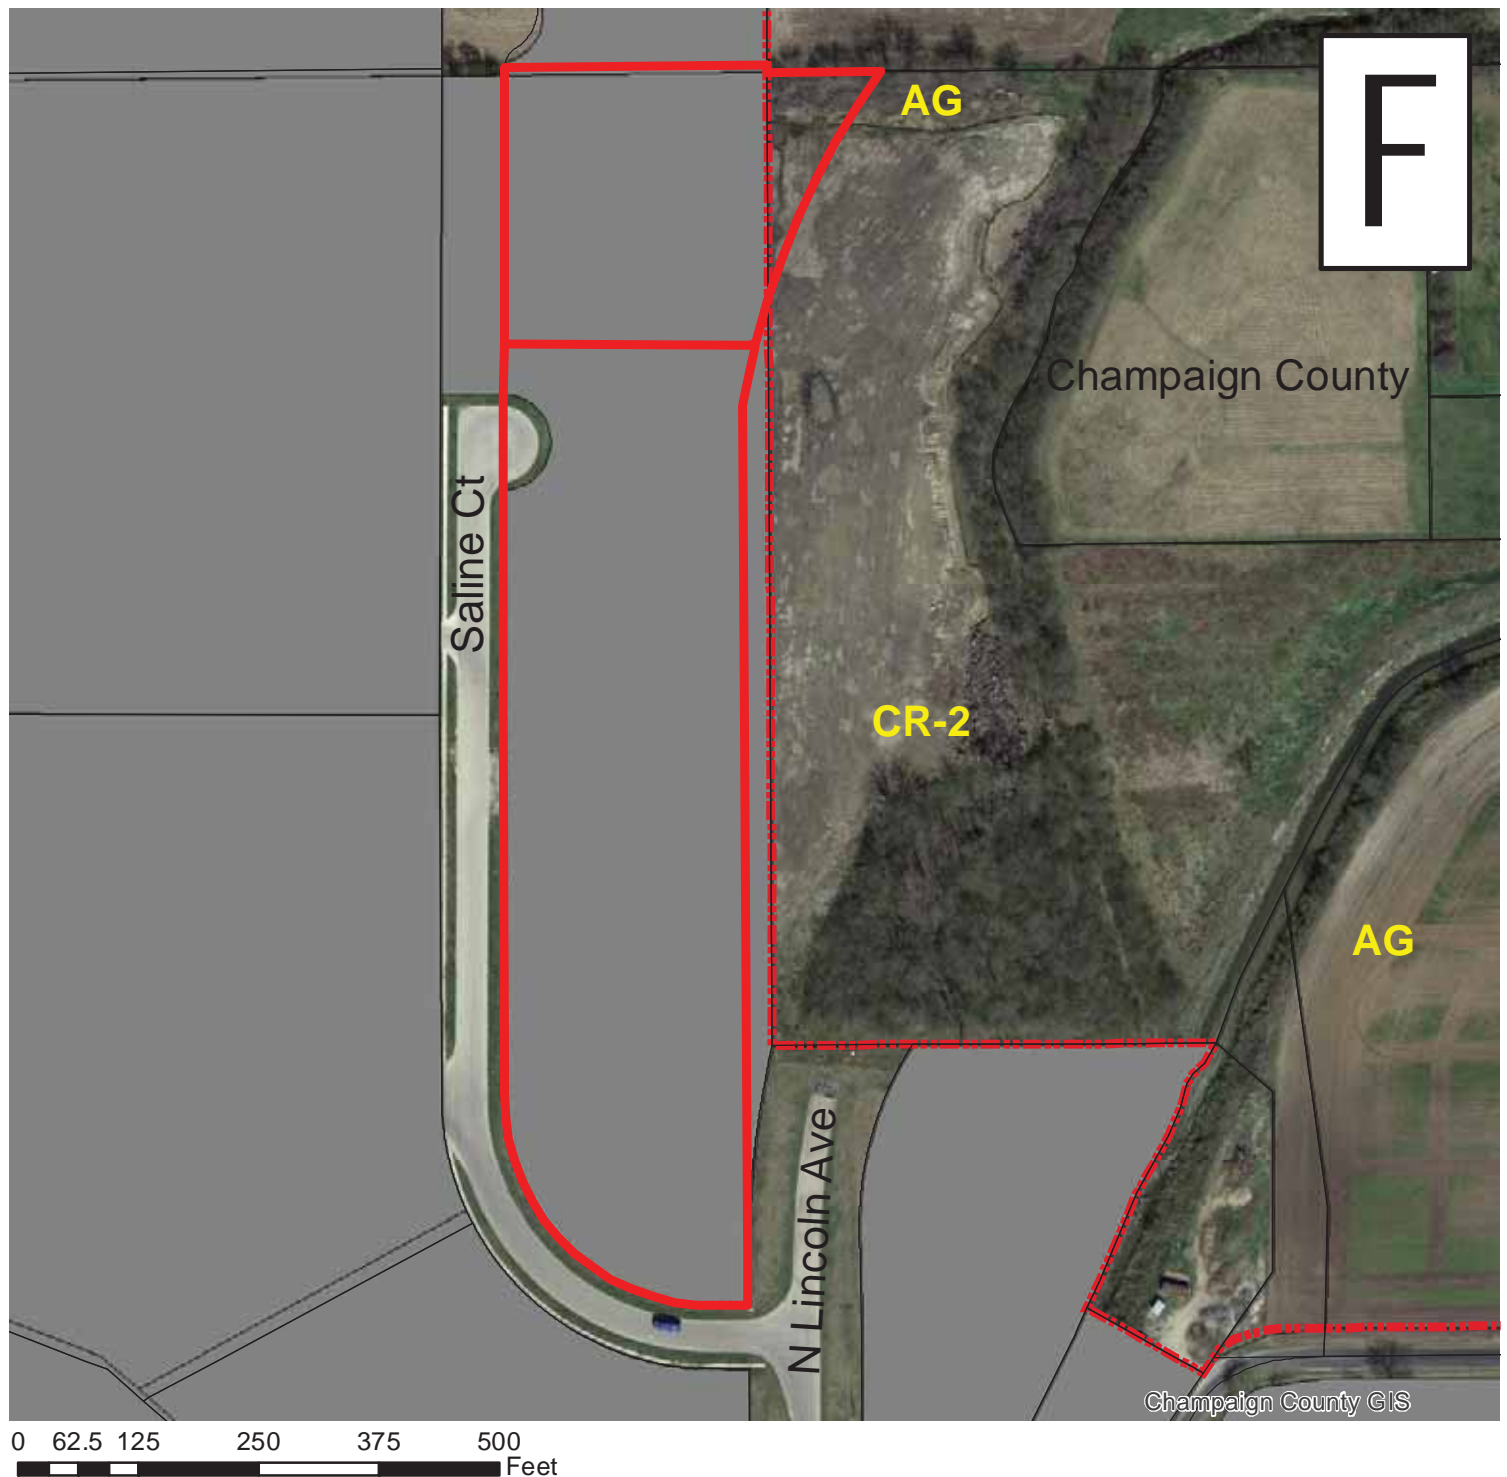 AG
F
Champaign County
Saline Ct
CR-2
AG
N Lincoln Ave
Champaign County GIS
0 62.5 125 250 375 500
Feet